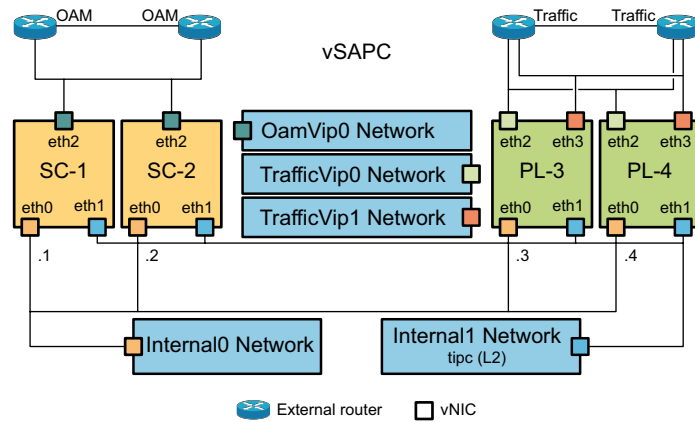 OAM OAM Traffic Traffic
vSAPC
eth2 eth2 OamVip0 Network eth2 eth3 eth2 eth3
SC-1 SC-2 TrafficVip0 Network PL-3 PL-4
eth0 eth1 eth0 eth1 TrafficVip1 Network eth0 eth1 eth0 eth1
.1 .2 .3 .4
Internal0 Network Internal1 Network
tipc (L2)
External router vNIC